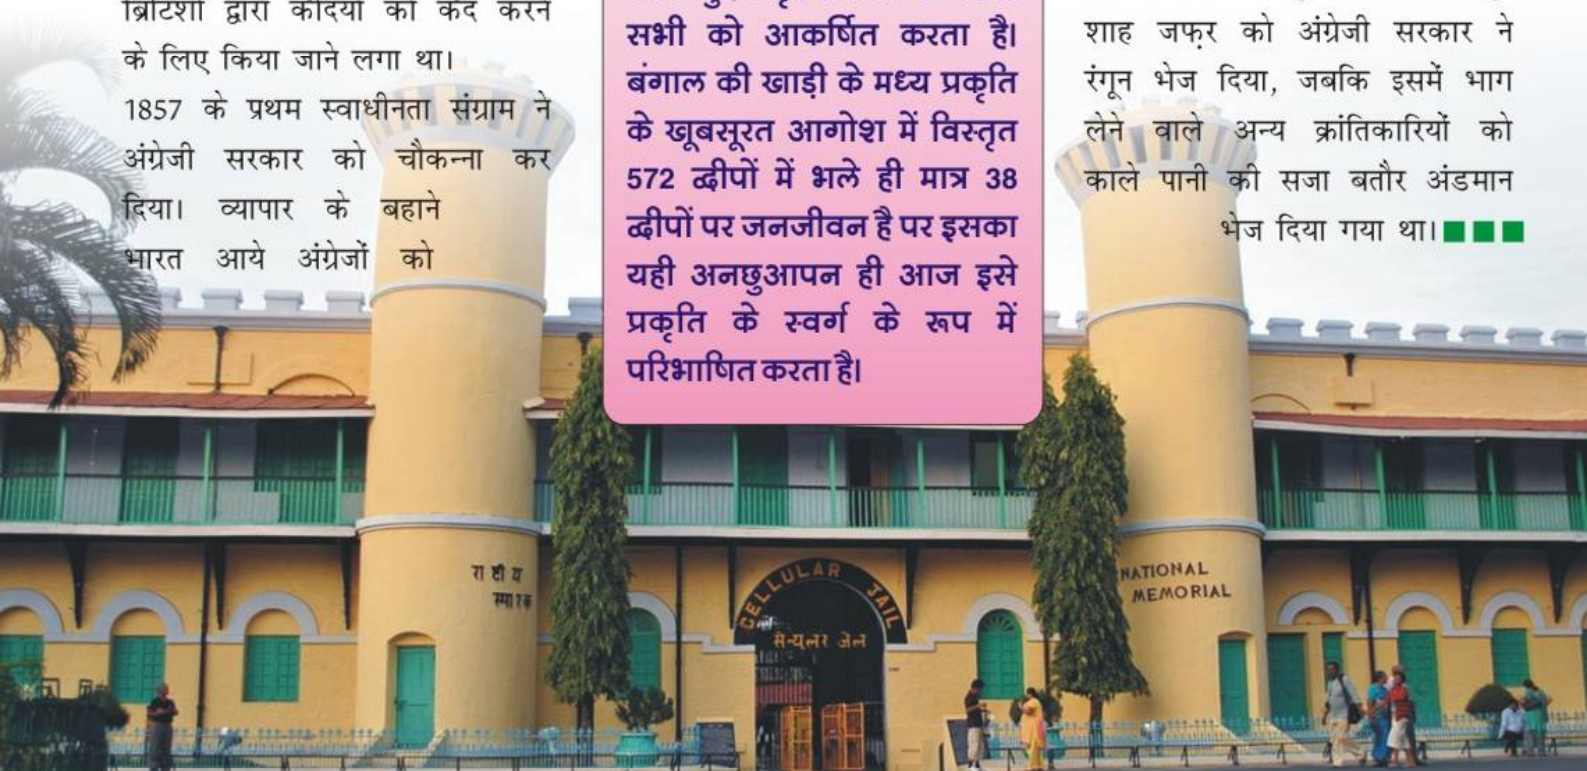 ब्रिटिशों द्वारा कैदियों को कैद करने
के लिए किया जाने लगा था।
1857 के प्रथम स्वाधीनता संग्राम ने
अंग्रेजी सरकार को चौकन्ना कर
दिया। व्यापार के बहाने
भारत आये अंग्रेजों को
सभी को आकर्षित करता है।
बंगाल की खाड़ी के मध्य प्रकृति
के खूबसूरत आगोश में विस्तृत
572 द्वीपों में भले ही मात्र 38
द्वीपों पर जनजीवन है पर इसका
यही अनछुआपन ही आज इसे
प्रकृति के स्वर्ग के रूप में
परिभाषित करता है।
शाह जफ़र को अंग्रेजी सरकार ने
रंगून भेज दिया, जबकि इसमें भाग
लेने वाले अन्य क्रांतिकारियों को
काले पानी की सजा बतौर अंडमान
भेज दिया गया था।
राष्टीय
स्मारक
CELLULAR JAIL
सेन्यूलर जेल
NATIONAL
MEMORIAL